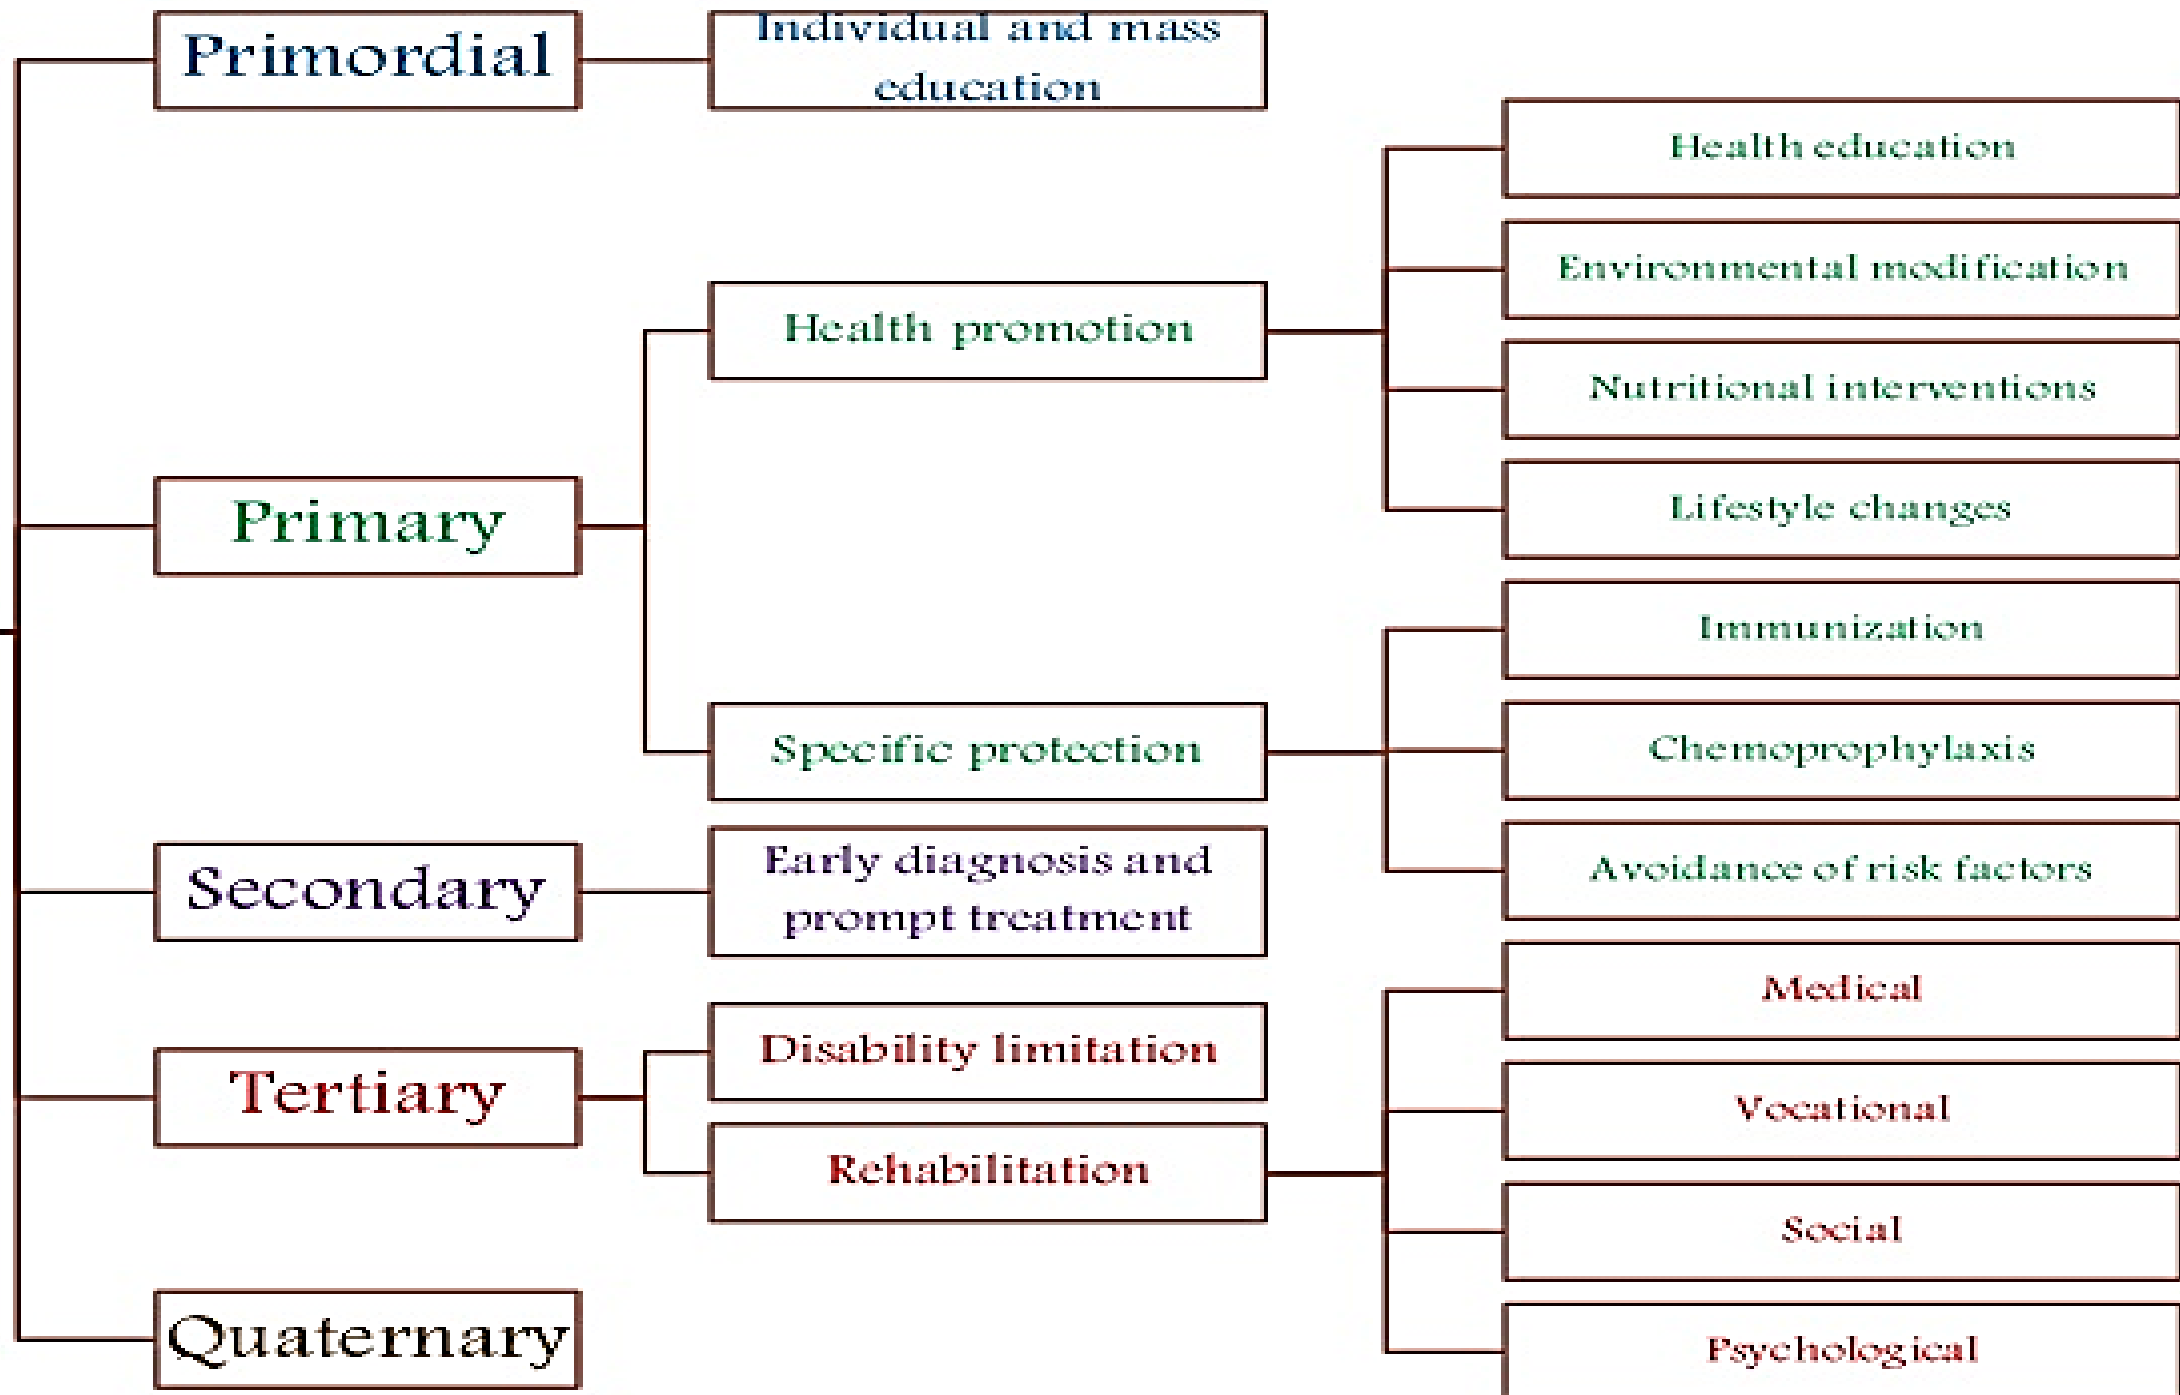 Primordial
Individual and mass
education
Health education
Environmental modification
Health promotion
Nutritional interventions
Lifestyle changes
Primary
Immunization
Specific protection
Chemoprophylaxis
Avoidance of risk factors
Secondary
Early diagnosis and
prompt treatment
Medical
Disability limitation
Tertiary
Vocational
Rehabilitation
Social
Quaternary
Psychological